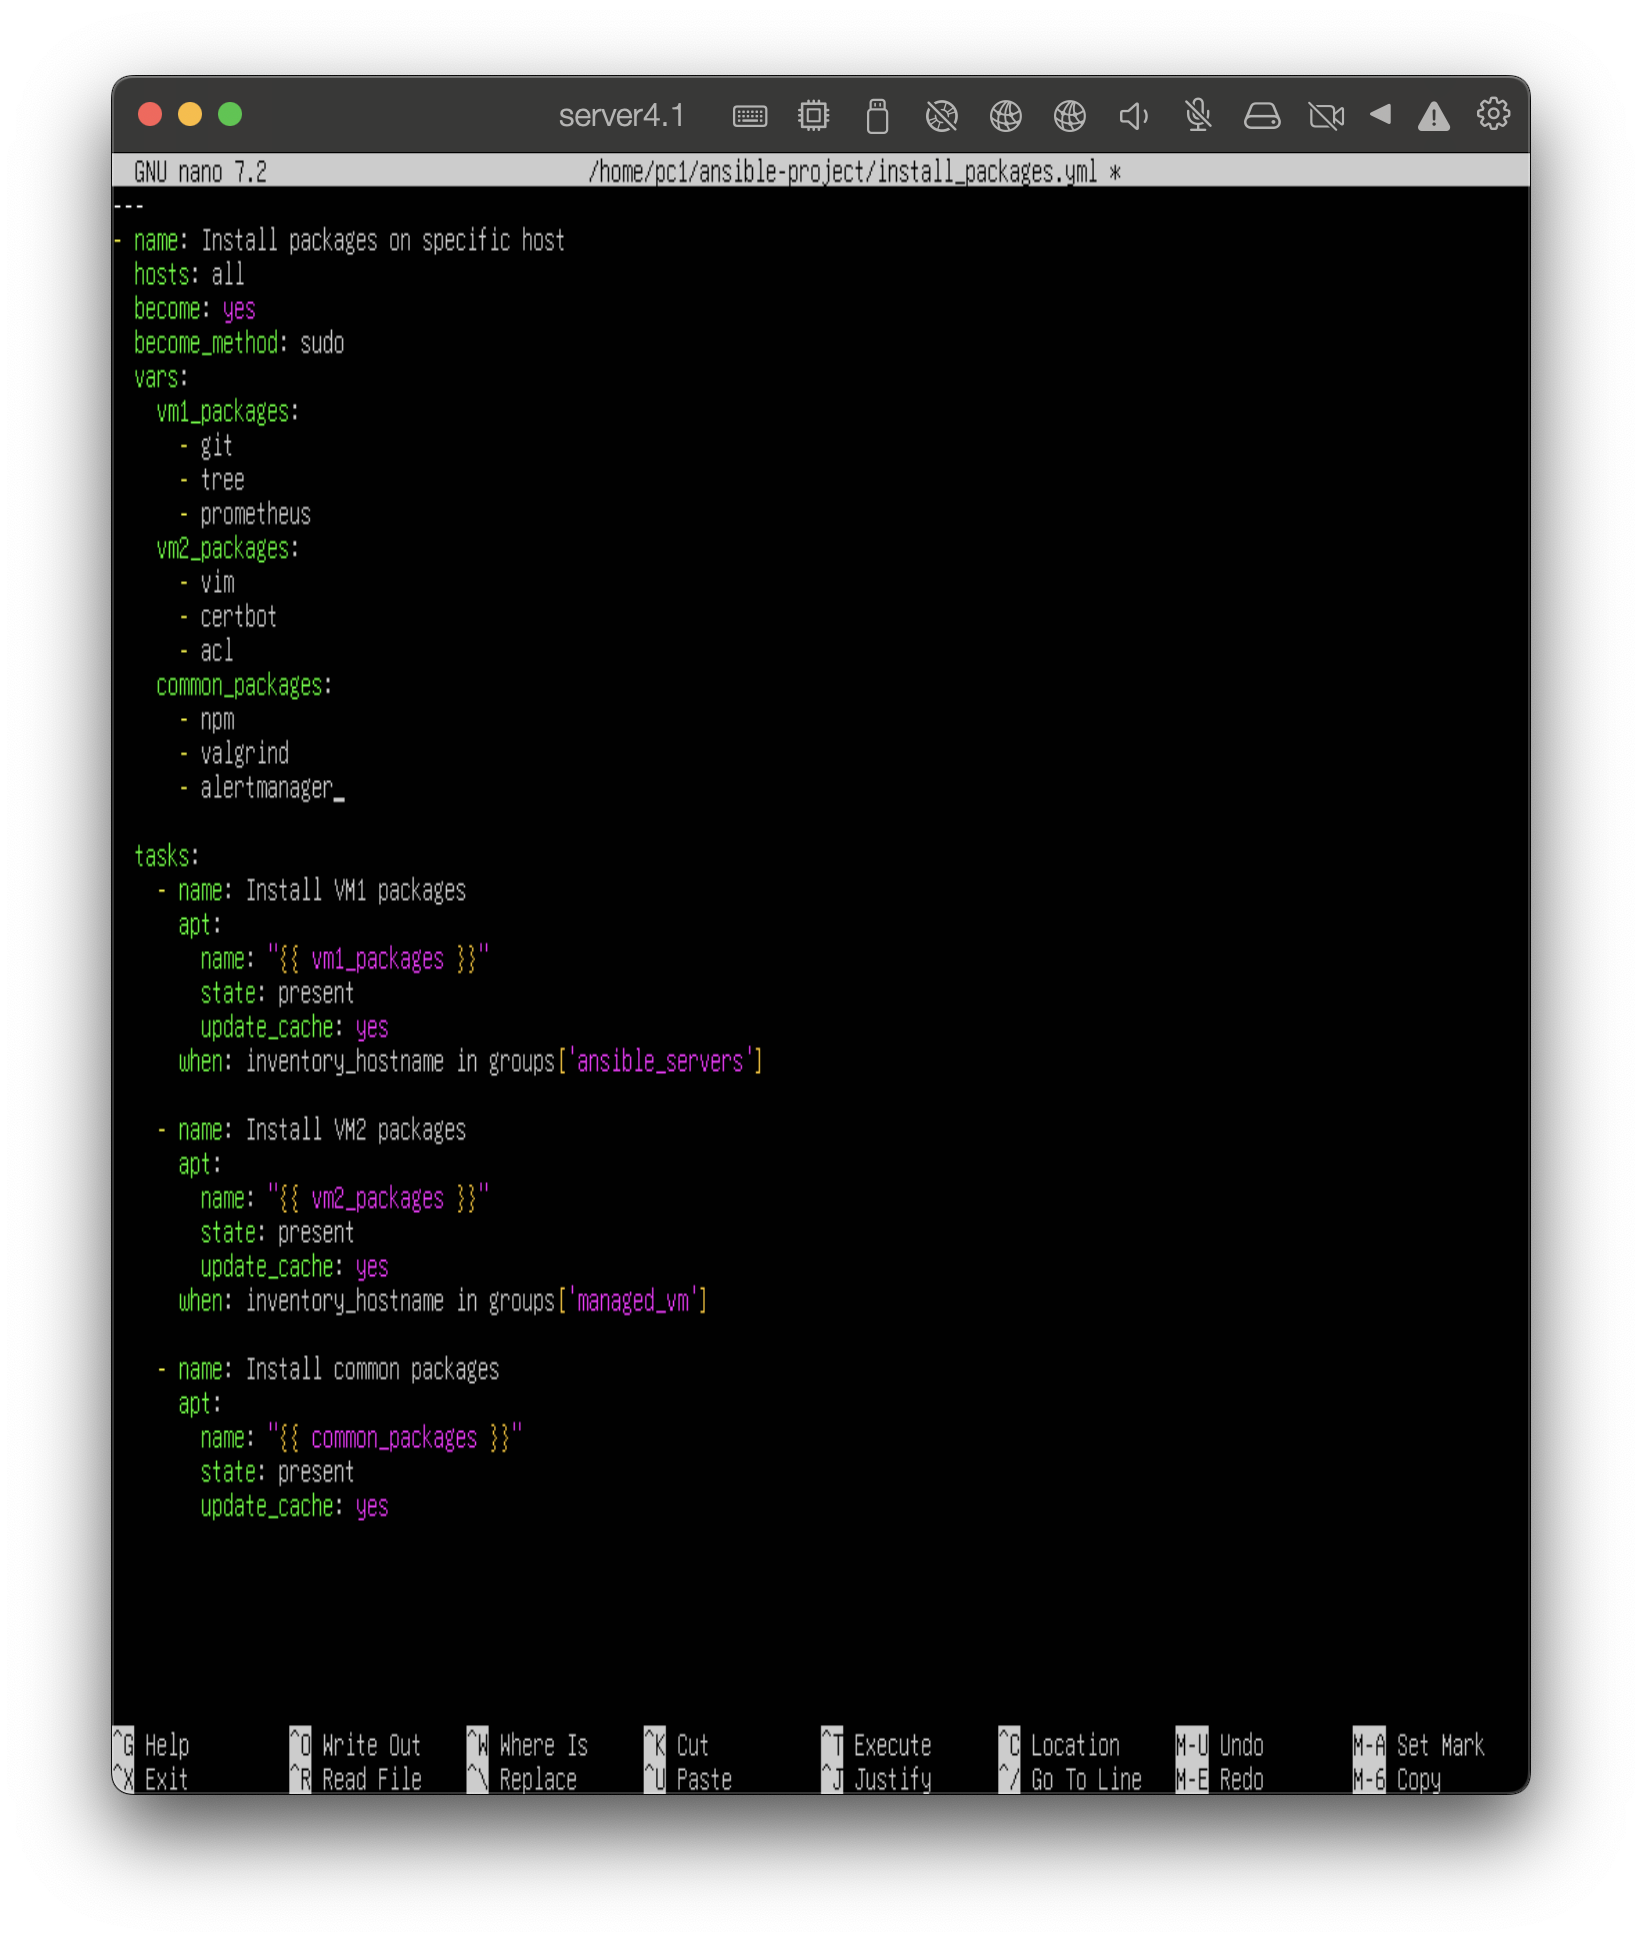 server4.1
GNU nano 7.2 /home/pc1/ansible-project/install_packages.yml *
---
- name: Install packages on specific host
  hosts: all
  become: yes
  become_method: sudo
  vars:
    vm1_packages:
      - git
      - tree
      - prometheus
    vm2_packages:
      - vim
      - certbot
      - acl
    common_packages:
      - npm
      - valgrind
      - alertmanager_

  tasks:
    - name: Install VM1 packages
      apt:
        name: "{{ vm1_packages }}"
        state: present
        update_cache: yes
      when: inventory_hostname in groups['ansible_servers']

    - name: Install VM2 packages
      apt:
        name: "{{ vm2_packages }}"
        state: present
        update_cache: yes
      when: inventory_hostname in groups['managed_vm']

    - name: Install common packages
      apt:
        name: "{{ common_packages }}"
        state: present
        update_cache: yes

^G Help ^O Write Out ^W Where Is ^K Cut ^T Execute ^C Location M-U Undo M-A Set Mark
^X Exit ^R Read File ^\ Replace ^U Paste ^J Justify ^/ Go To Line M-E Redo M-6 Copy